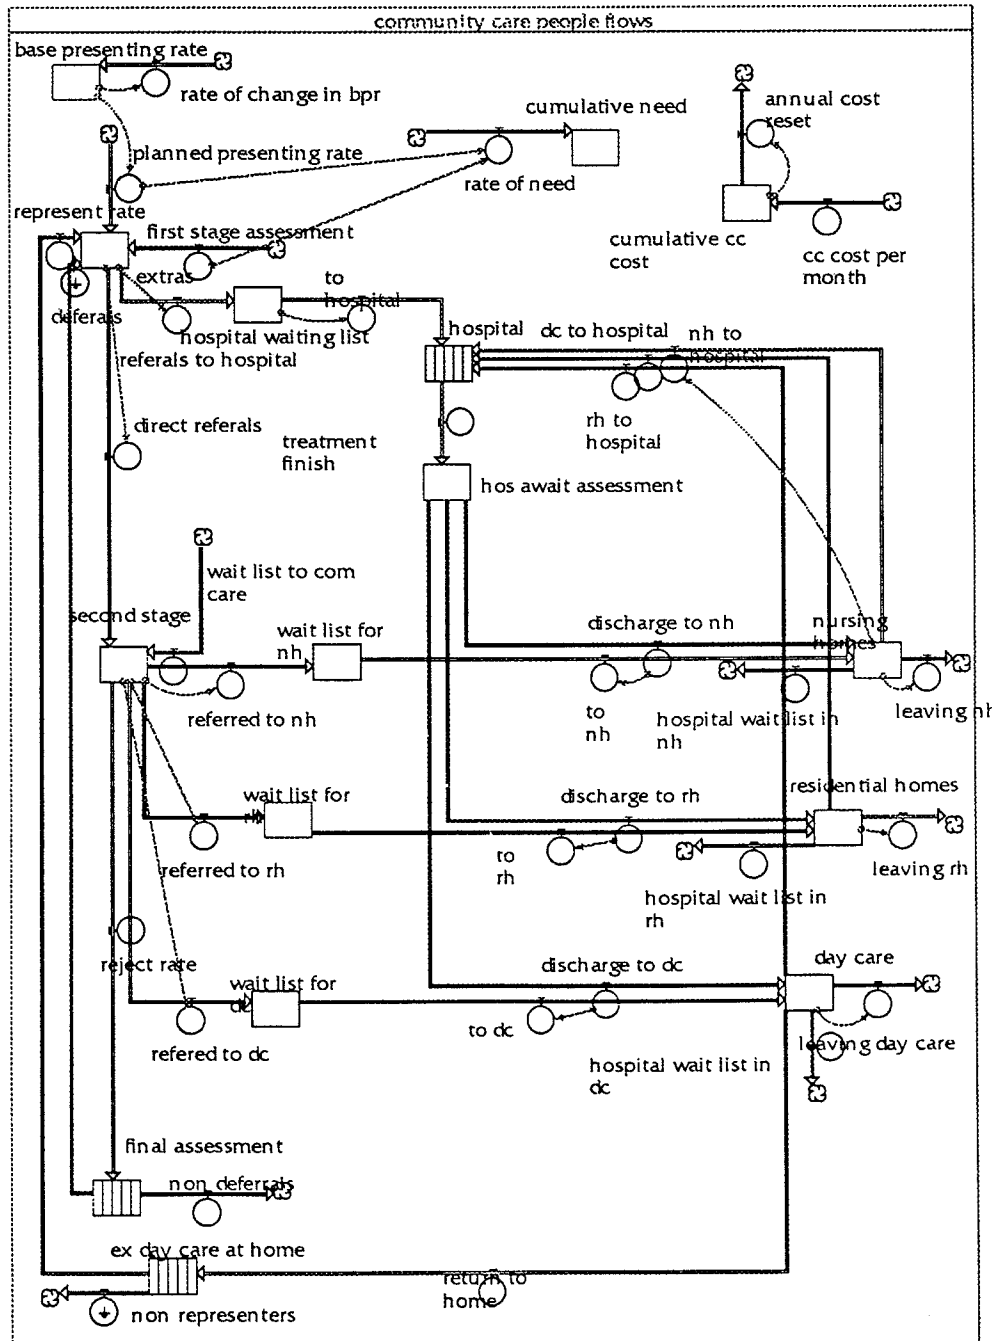 community care people flows
base presenting rate
rate of change in bpr
cumulative need
annual cost
reset
planned presenting rate
rate of need
represent rate
first stage assessment
cumulative cc
cost
cc cost per
month
extras
to
hospital
deferals
hospital waiting list
hospital
dc to hospital
nh to
hospital
referals to hospital
direct referals
treatment
finish
rh to
hospital
hos await assessment
wait list to com
care
second stage
wait list for
nh
discharge to nh
nursing
homes
referred to nh
to
nh
hospital wait list in
nh
leaving nh
residential homes
wait list for
discharge to rh
referred to rh
to
rh
leaving rh
hospital wait list in
rh
reject rate
day care
discharge to dc
wait list for
dc
to dc
refered to dc
leaving day care
hospital wait list in
dc
final assessment
non deferrals
ex day care at home
return to
home
non representers